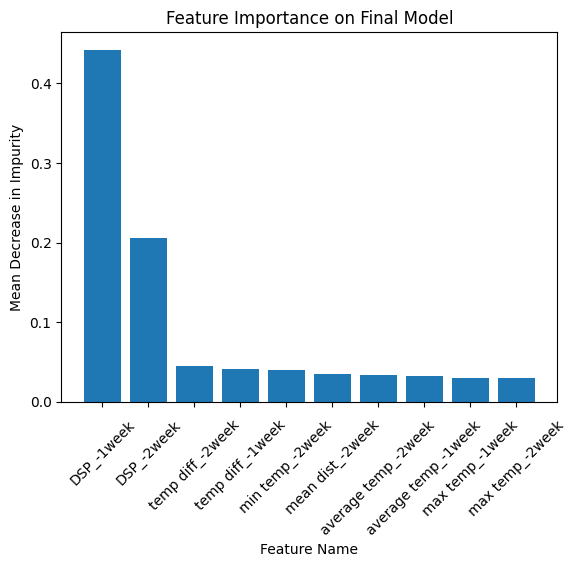 Feature Importance on Final Model
Mean Decrease in Impurity
0.4
0.3
0.2
0.1
0.0
DSP_-1week
DSP_-2week
temp diff_-2week
temp diff_-1week
min temp_-2week
mean dist_-2week
average temp_-2week
average temp_-1week
max temp_-1week
max temp_-2week
Feature Name